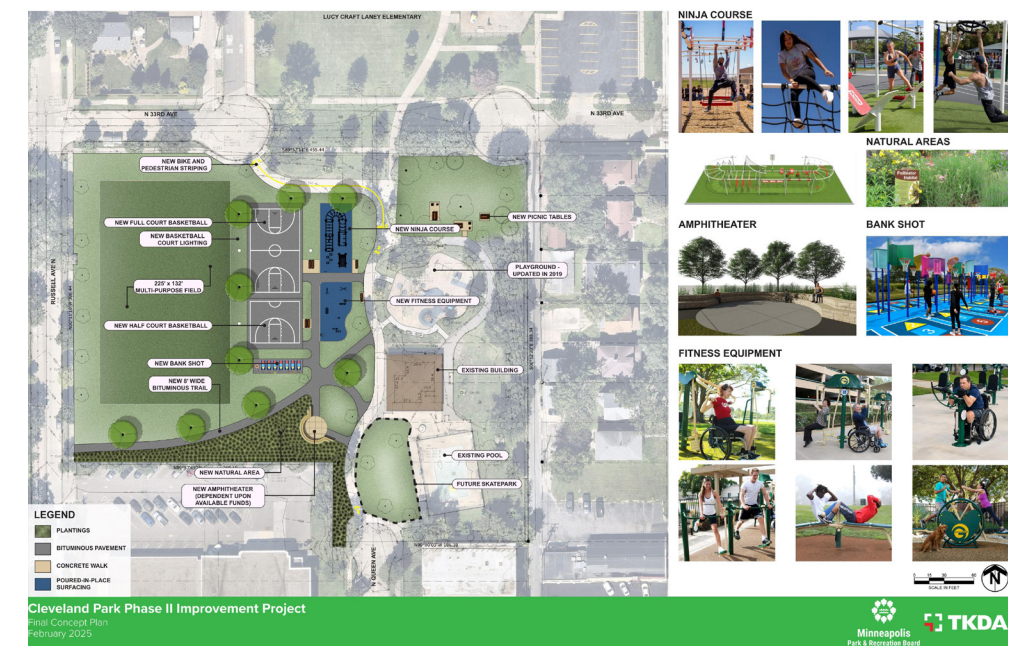 LUCY CRAFT LANEY ELEMENTARY
N 33RD AVE
N 33RD AVE
NEW BIKE AND
PEDESTRIAN STRIPING
NEW FULL COURT BASKETBALL
NEW BASKETBALL
COURT LIGHTING
225' x 132'
MULTI-PURPOSE FIELD
NEW HALF COURT BASKETBALL
NEW BANK SHOT
NEW 8' WIDE
BITUMINOUS TRAIL
RUSSELL AVE N
NEW PICNIC TABLES
NEW NINJA COURSE
PLAYGROUND -
UPDATED IN 2019
NEW FITNESS EQUIPMENT
EXISTING BUILDING
EXISTING POOL
FUTURE SKATEPARK
NEW NATURAL AREA
NEW AMPHITHEATER
(DEPENDENT UPON
AVAILABLE FUNDS)
N QUEEN AVE
LEGEND
PLANTINGS
BITUMINOUS PAVEMENT
CONCRETE WALK
POURED-IN-PLACE
SURFACING
NINJA COURSE
NATURAL AREAS
Pollinator
Habitat
AMPHITHEATER
BANK SHOT
FITNESS EQUIPMENT
SCALE IN FEET
N
Cleveland Park Phase II Improvement Project
Final Concept Plan
February 2025
Minneapolis
Park & Recreation Board
TKDA